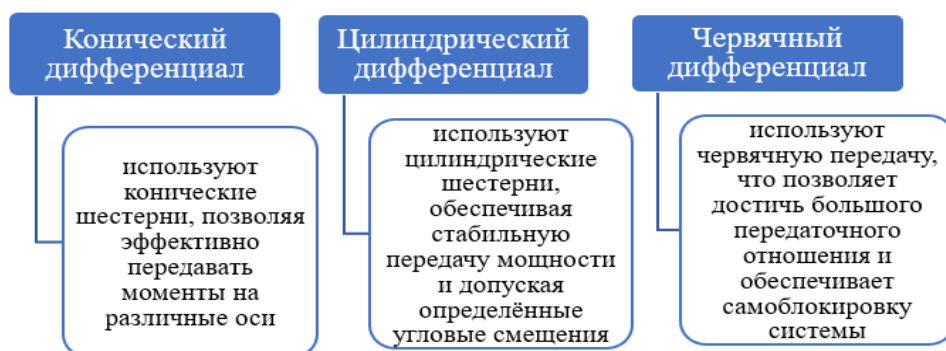 Конический
дифференциал
используют
конические
шестерни, позволяя
эффективно
передавать
моменты на
различные оси
Цилиндрический
дифференциал
используют
цилиндрические
шестерни,
обеспечивая
стабильную
передачу мощности
и допуская
определённые
угловые смещения
Червячный
дифференциал
используют
червячную передачу,
что позволяет
достичь большого
передаточного
отношения и
обеспечивает
самоблокировку
системы